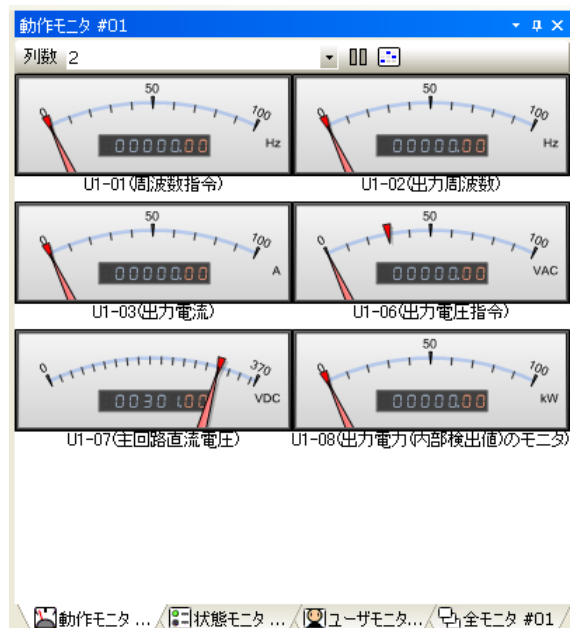 動作モニタ #01
列数 2
0 50 100 Hz
00000.00
U1-01(周波数指令)
0 50 100 Hz
00000.00
U1-02(出力周波数)
0 50 100 A
00000.00
U1-03(出力電流)
0 50 100 VAC
00000.00
U1-06(出力電圧指令)
0 370 VDC
00301.00
U1-07(主回路直流電圧)
0 50 100 kW
00000.00
U1-08(出力電力(内部検出値)のモニタ)
動作モニタ ...
状態モニタ ...
ユーザモニタ...
全モニタ #01